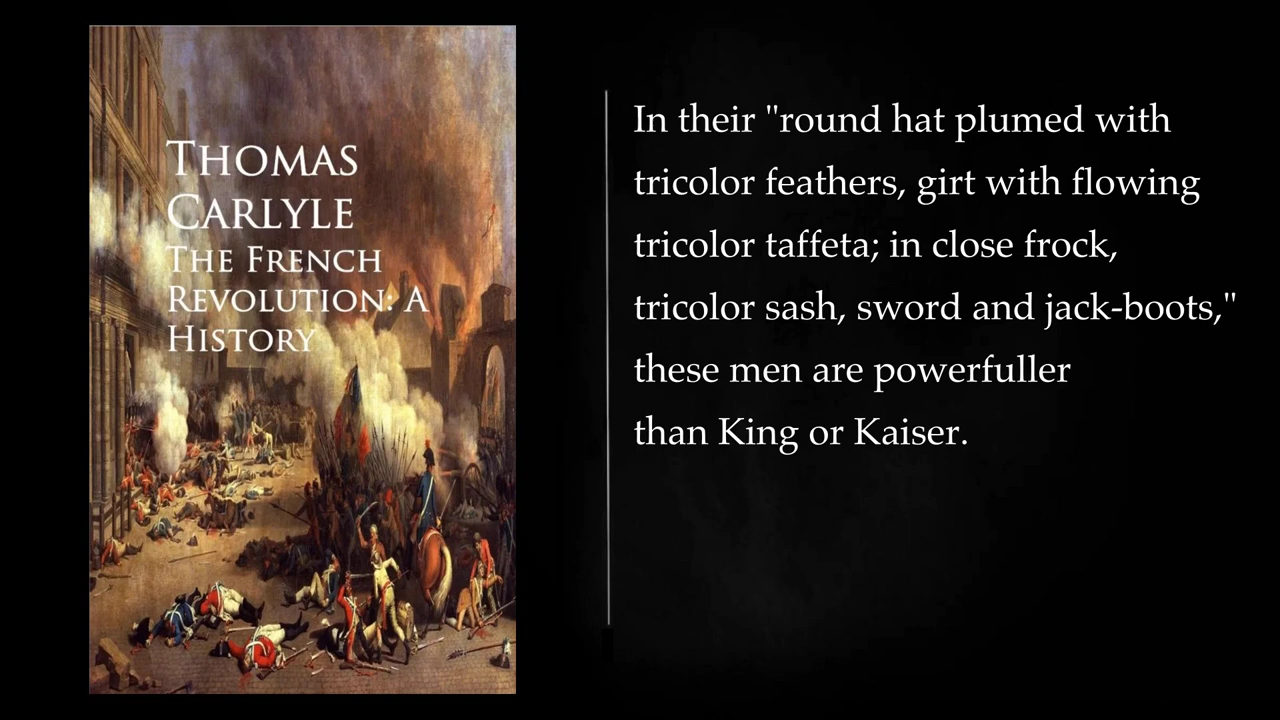 THOMAS
CARLYLE
THE FRENCH
REVOLUTION: A
HISTORY
In their "round hat plumed with
tricolor feathers, girt with flowing
tricolor taffeta; in close frock,
tricolor sash, sword and jack-boots,"
these men are powerfuller
than King or Kaiser.